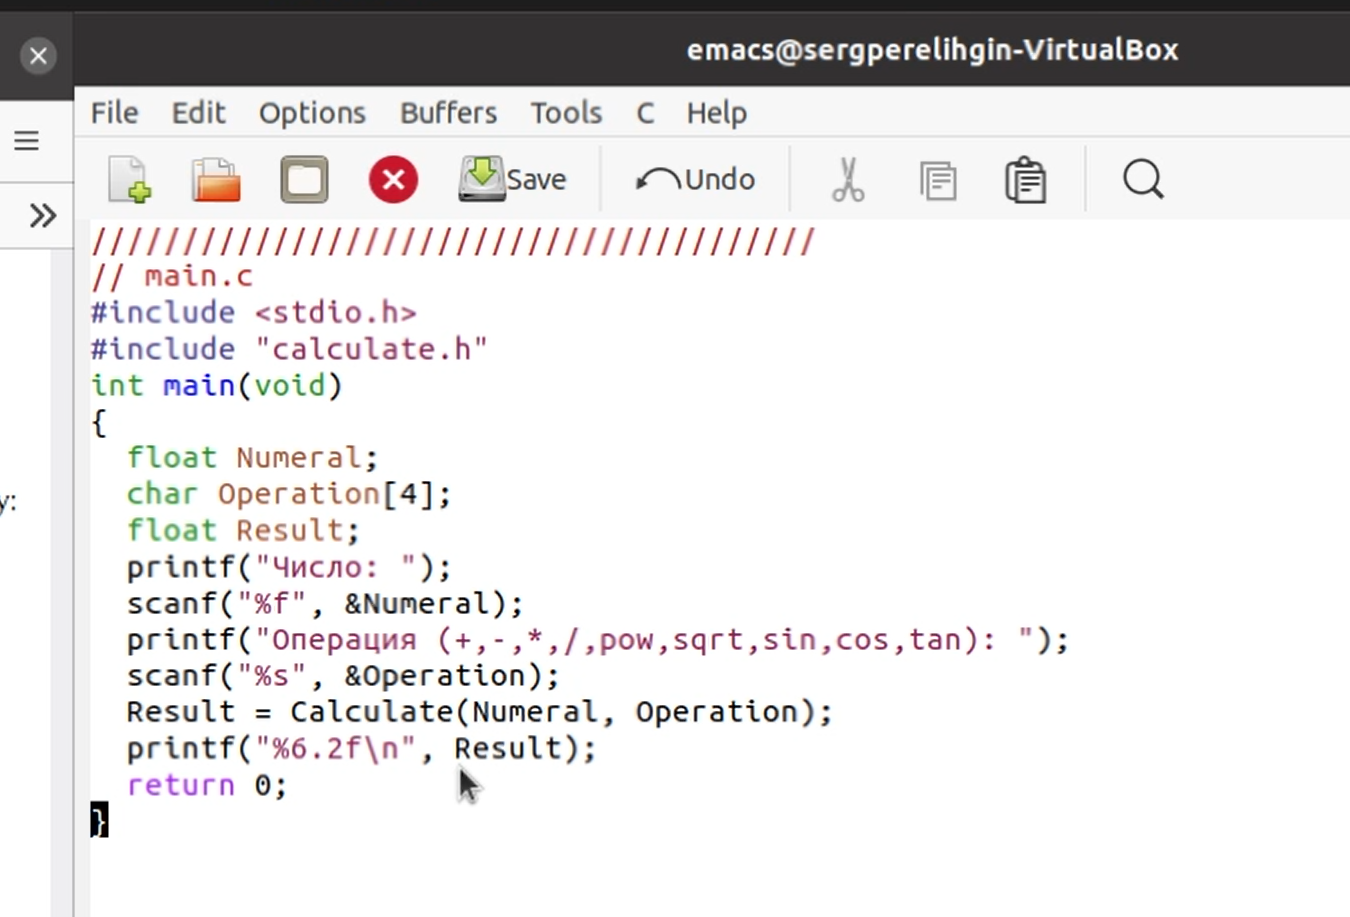 emacs@sergperelihgin-VirtualBox
File Edit Options Buffers Tools C Help
Save Undo
////////////////////////////////////////
// main.c
#include <stdio.h>
#include "calculate.h"
int main(void)
{
  float Numeral;
  char Operation[4];
  float Result;
  printf("Число: ");
  scanf("%f", &Numeral);
  printf("Операция (+,-,*,/,pow,sqrt,sin,cos,tan): ");
  scanf("%s", &Operation);
  Result = Calculate(Numeral, Operation);
  printf("%6.2f\n", Result);
  return 0;
}
у: